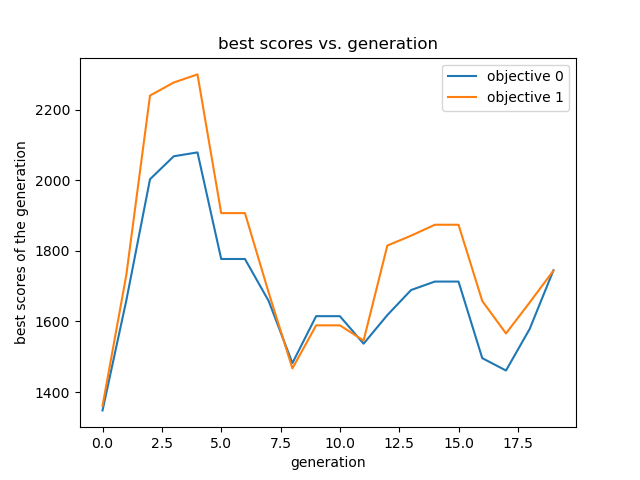 best scores vs. generation
objective 0
objective 1
best scores of the generation
2200
2000
1800
1600
1400
0.0 2.5 5.0 7.5 10.0 12.5 15.0 17.5
generation